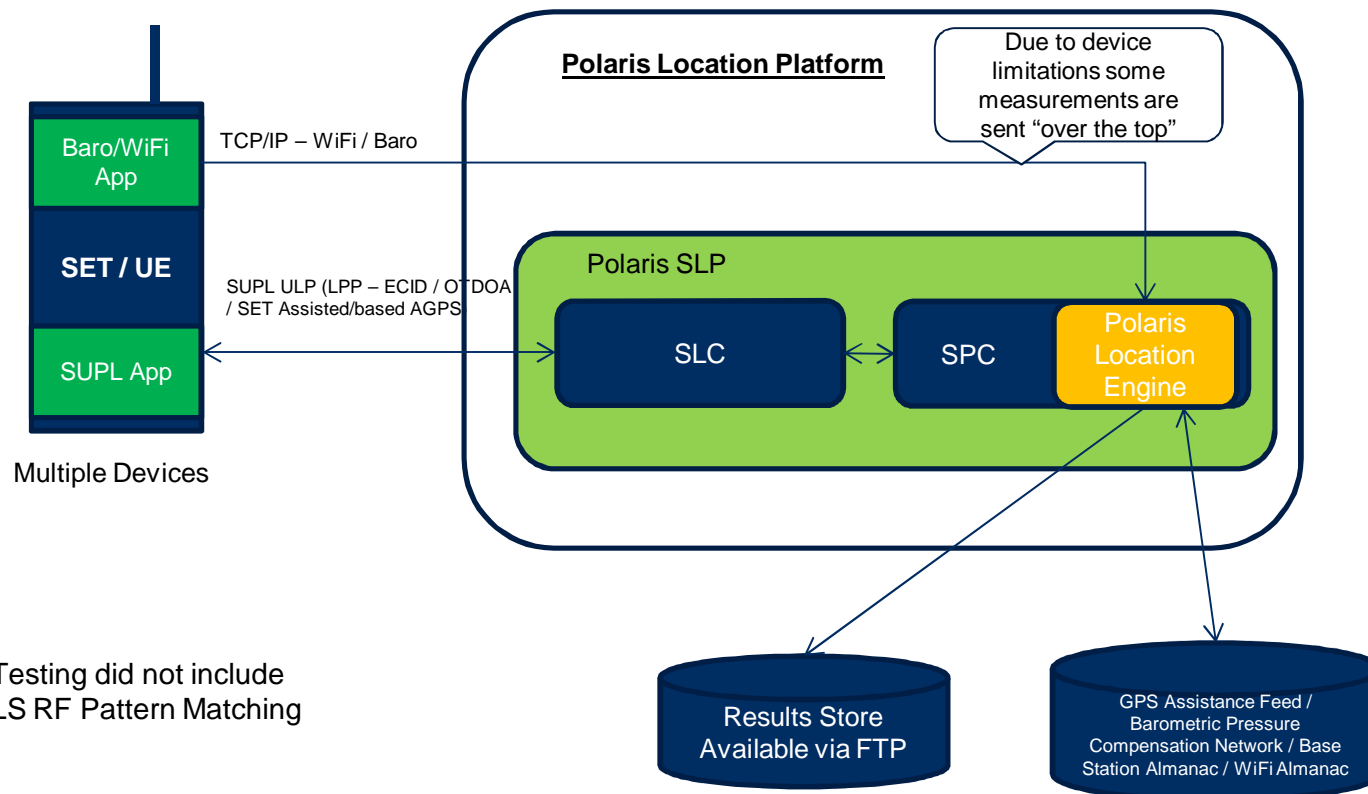 Polaris Location Platform
Due to device
limitations some
measurements are
sent “over the top”
Baro/WiFi
App
TCP/IP – WiFi / Baro
SET / UE
SUPL ULP (LPP – ECID / OTDOA
/ SET Assisted/based AGPS)
SUPL App
Multiple Devices
Polaris SLP
SLC
SPC
Polaris
Location
Engine
Testing did not include
LS RF Pattern Matching
Results Store
Available via FTP
GPS Assistance Feed /
Barometric Pressure
Compensation Network / Base
Station Almanac / WiFi Almanac